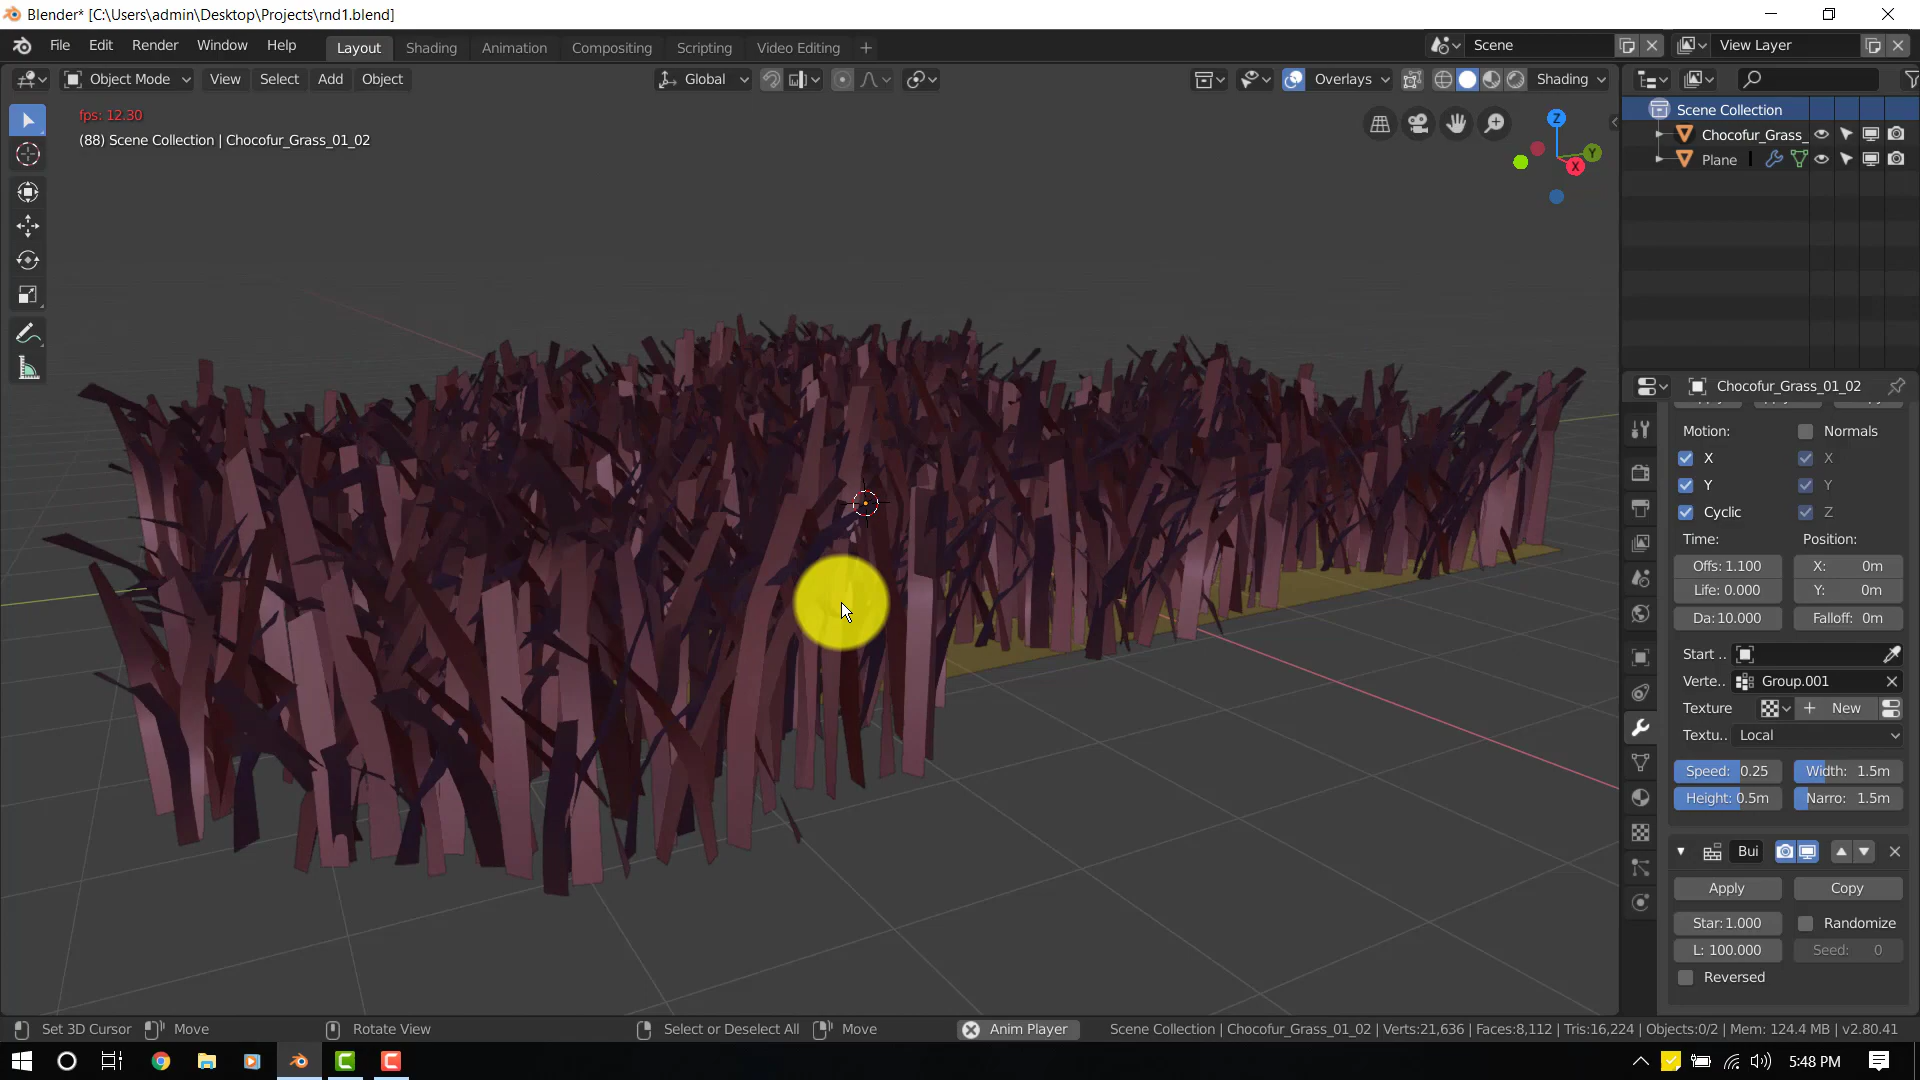 Blender* [C:\Users\admin\Desktop\Projects\rnd1.blend]
File Edit Render Window Help Layout Shading Animation Compositing Scripting Video Editing + Scene View Layer
Object Mode View Select Add Object Global Overlays Shading
fps: 12.30
(88) Scene Collection | Chocofur_Grass_01_02
Z
Y
X
Scene Collection
Chocofur_Grass_
Plane
Chocofur_Grass_01_02
Motion: Normals
X X
Y Y
Cyclic Z
Time: Position:
Offs: 1.100 X: 0m
Life: 0.000 Y: 0m
Da: 10.000 Falloff: 0m
Start ..
Verte.. Group.001
Texture New
Textu.. Local
Speed: 0.25 Width: 1.5m
Height: 0.5m Narro: 1.5m
Bui
Apply Copy
Star: 1.000 Randomize
L: 100.000 Seed: 0
Reversed
Set 3D Cursor Move Rotate View Select or Deselect All Move Anim Player Scene Collection | Chocofur_Grass_01_02 | Verts:21,636 | Faces:8,112 | Tris:16,224 | Objects:0/2 | Mem: 124.4 MB | v2.80.41
5:48 PM